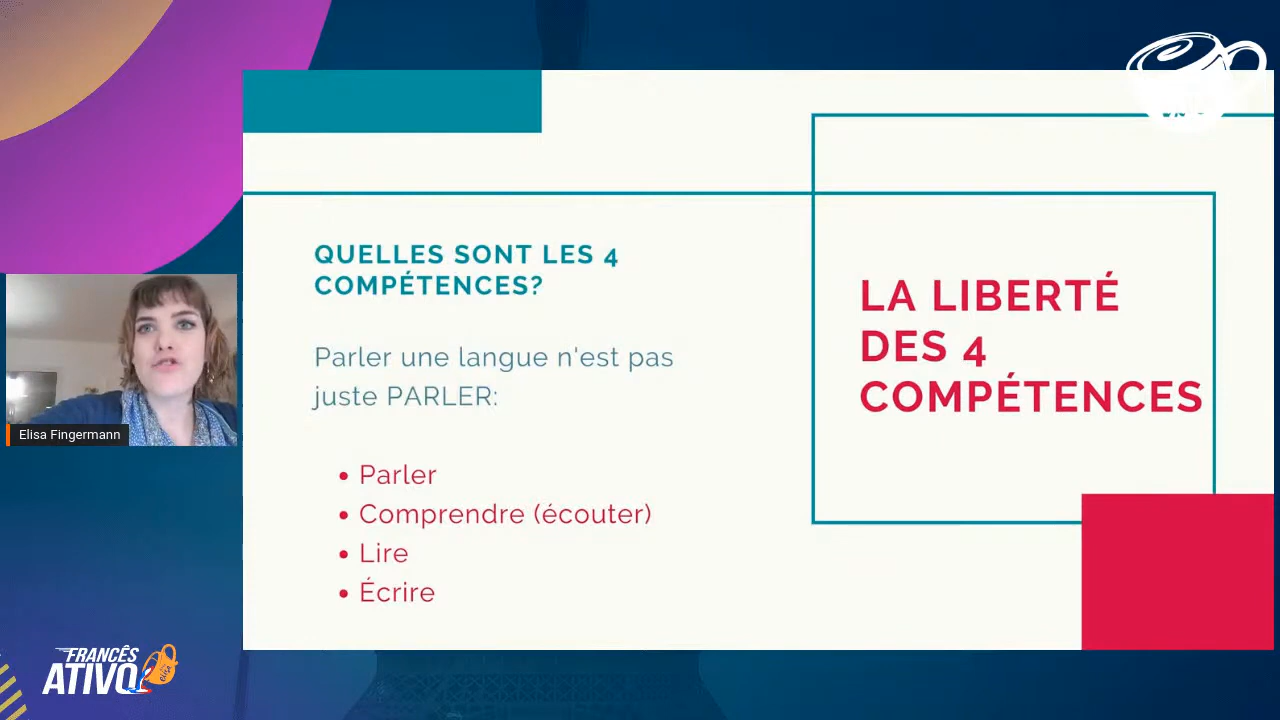 QUELLES SONT LES 4
COMPÉTENCES?
Parler une langue n'est pas
juste PARLER:
• Parler
• Comprendre (écouter)
• Lire
• Écrire
LA LIBERTÉ
DES 4
COMPÉTENCES
Elisa Fingermann
FRANCÊS
ATIVO